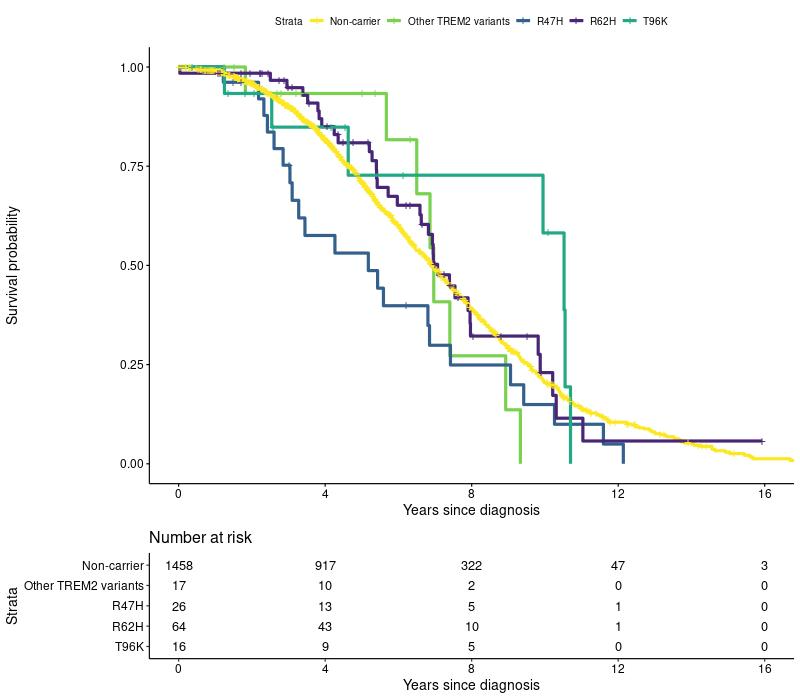 Strata Non-carrier Other TREM2 variants R47H R62H T96K
Survival probability
1.00
0.75
0.50
0.25
0.00
0 4 8 12 16
Years since diagnosis
Number at risk
Strata
Non-carrier 1458 917 322 47 3
Other TREM2 variants 17 10 2 0 0
R47H 26 13 5 1 0
R62H 64 43 10 1 0
T96K 16 9 5 0 0
0 4 8 12 16
Years since diagnosis